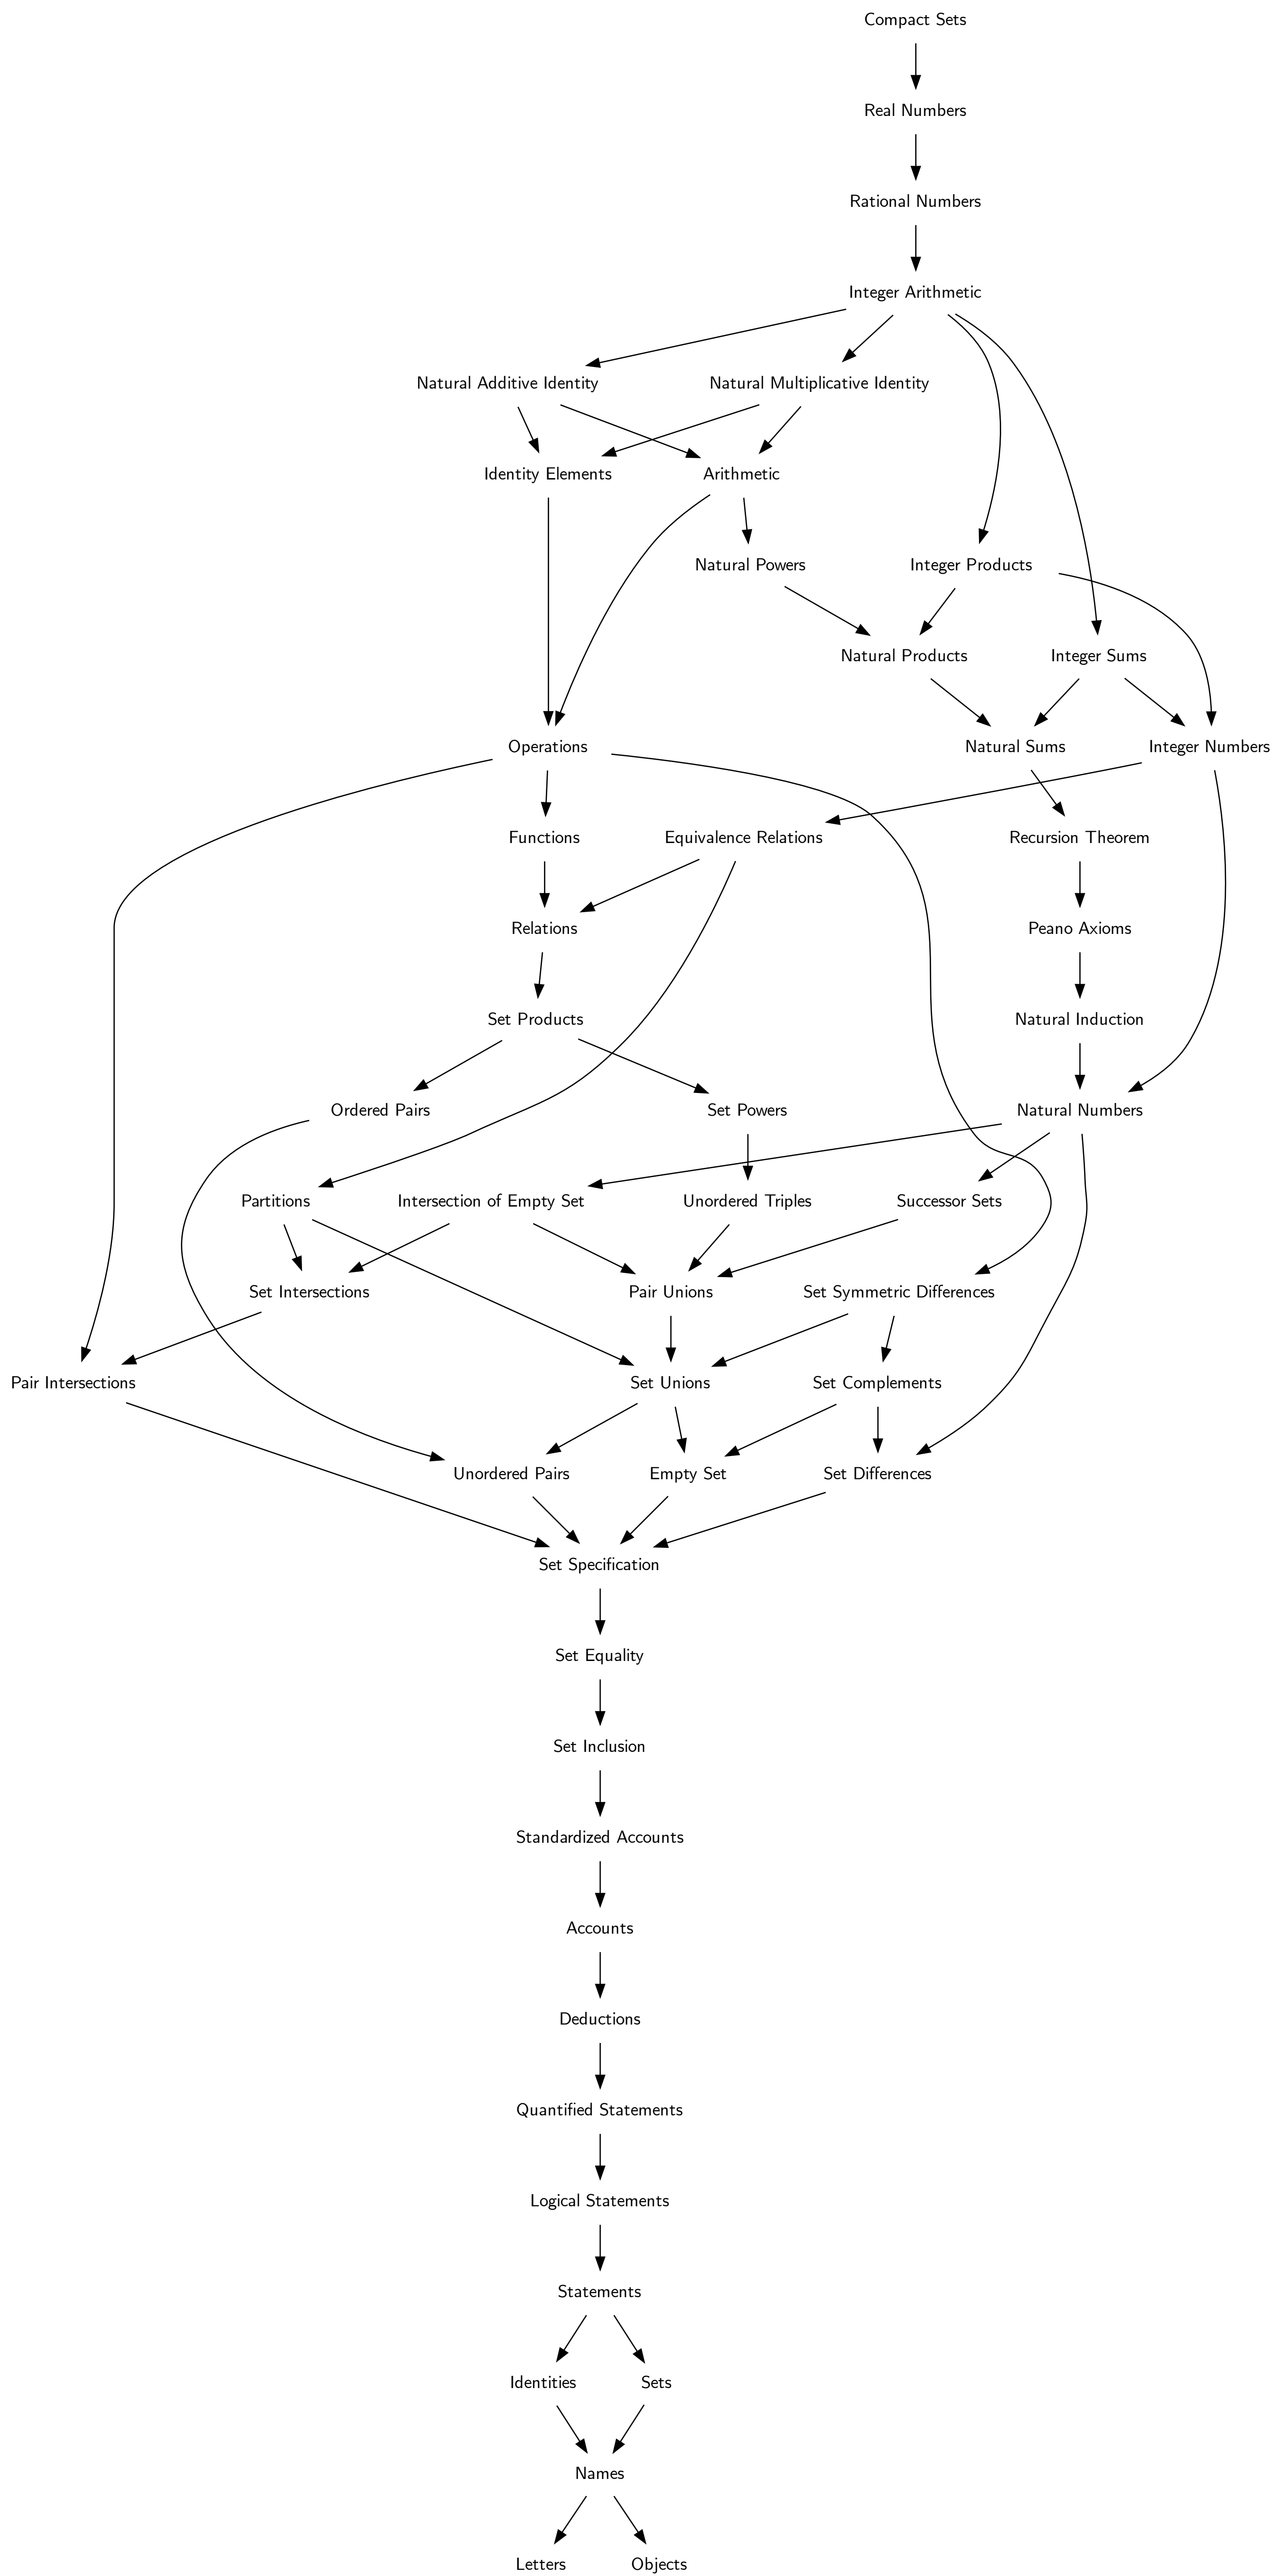 Compact Sets
Real Numbers
Rational Numbers
Integer Arithmetic
Natural Additive Identity
Natural Multiplicative Identity
Identity Elements
Arithmetic
Natural Powers
Integer Products
Natural Products
Integer Sums
Operations
Natural Sums
Integer Numbers
Functions
Equivalence Relations
Recursion Theorem
Relations
Peano Axioms
Set Products
Natural Induction
Ordered Pairs
Set Powers
Natural Numbers
Partitions
Intersection of Empty Set
Unordered Triples
Successor Sets
Set Intersections
Pair Unions
Set Symmetric Differences
Pair Intersections
Set Unions
Set Complements
Unordered Pairs
Empty Set
Set Differences
Set Specification
Set Equality
Set Inclusion
Standardized Accounts
Accounts
Deductions
Quantified Statements
Logical Statements
Statements
Identities
Sets
Names
Letters
Objects